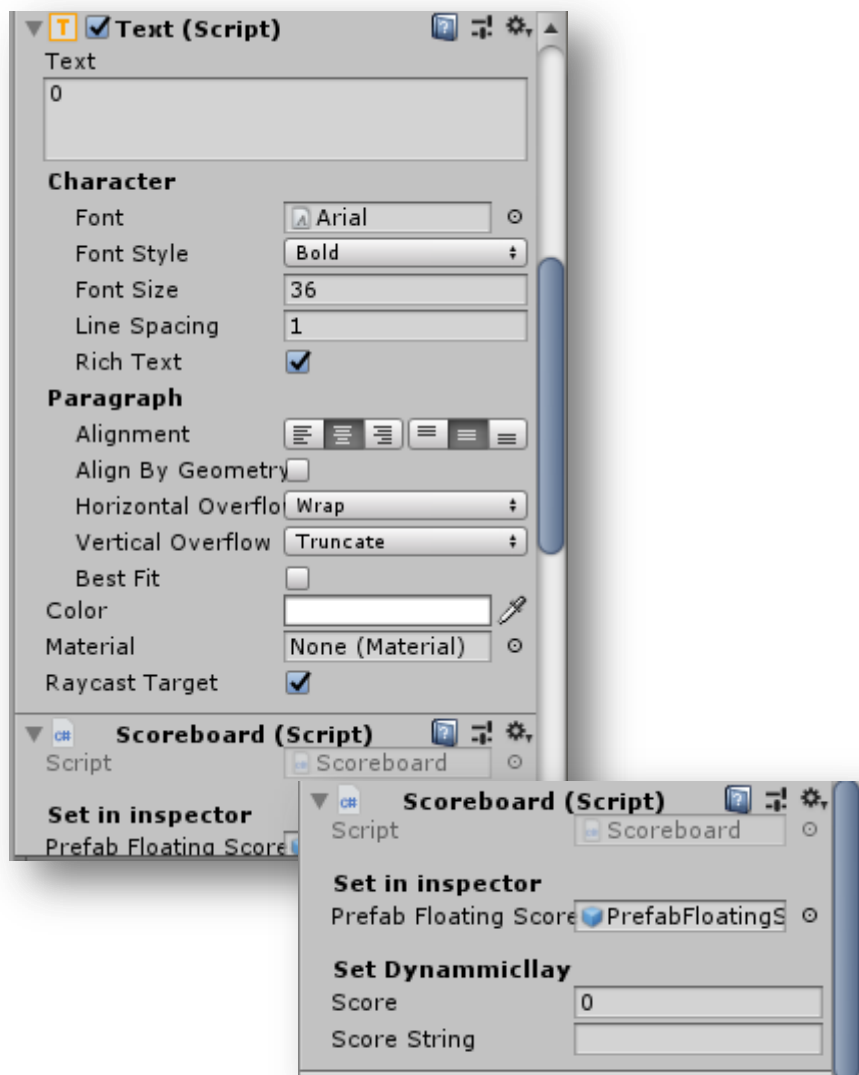 Text (Script)
Text
0
Character
Font Arial
Font Style Bold
Font Size 36
Line Spacing 1
Rich Text
Paragraph
Alignment
Align By Geometry
Horizontal Overflo Wrap
Vertical Overflow Truncate
Best Fit
Color
Material None (Material)
Raycast Target
c# Scoreboard (Script)
Script Scoreboard
Set in inspector
Prefab Floating Score
c# Scoreboard (Script)
Script Scoreboard
Set in inspector
Prefab Floating Score PrefabFloatingS
Set Dynammicllay
Score 0
Score String